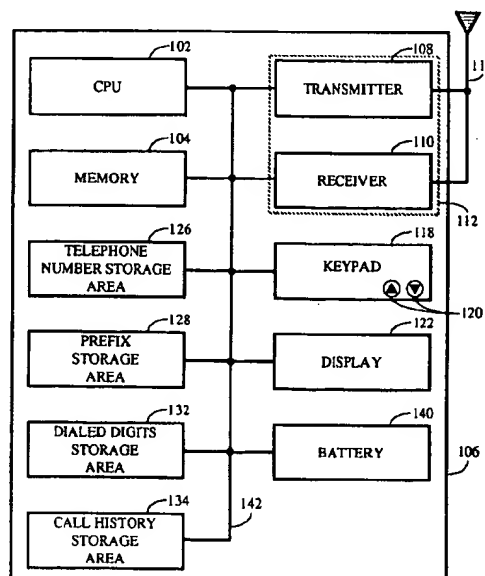 102
CPU
108
TRANSMITTER
11
104
MEMORY
110
RECEIVER
112
126
TELEPHONE
NUMBER STORAGE
AREA
118
KEYPAD
120
128
PREFIX
STORAGE
AREA
122
DISPLAY
132
DIALED DIGITS
STORAGE
AREA
140
BATTERY
106
134
CALL HISTORY
STORAGE
AREA
142